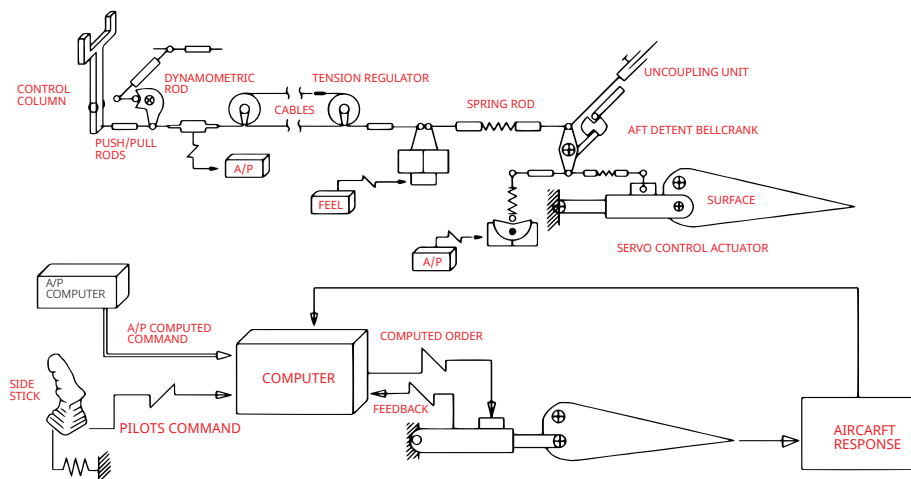 CONTROL
COLUMN
DYNAMOMETRIC
ROD
TENSION REGULATOR
CABLES
PUSH/PULL
RODS
A/P
FEEL
SPRING ROD
UNCOUPLING UNIT
AFT DETENT BELLCRANK
SURFACE
A/P
SERVO CONTROL ACTUATOR
A/P
COMPUTER
A/P COMPUTED
COMMAND
COMPUTED ORDER
SIDE
STICK
COMPUTER
FEEDBACK
PILOTS COMMAND
AIRCARFT
RESPONSE